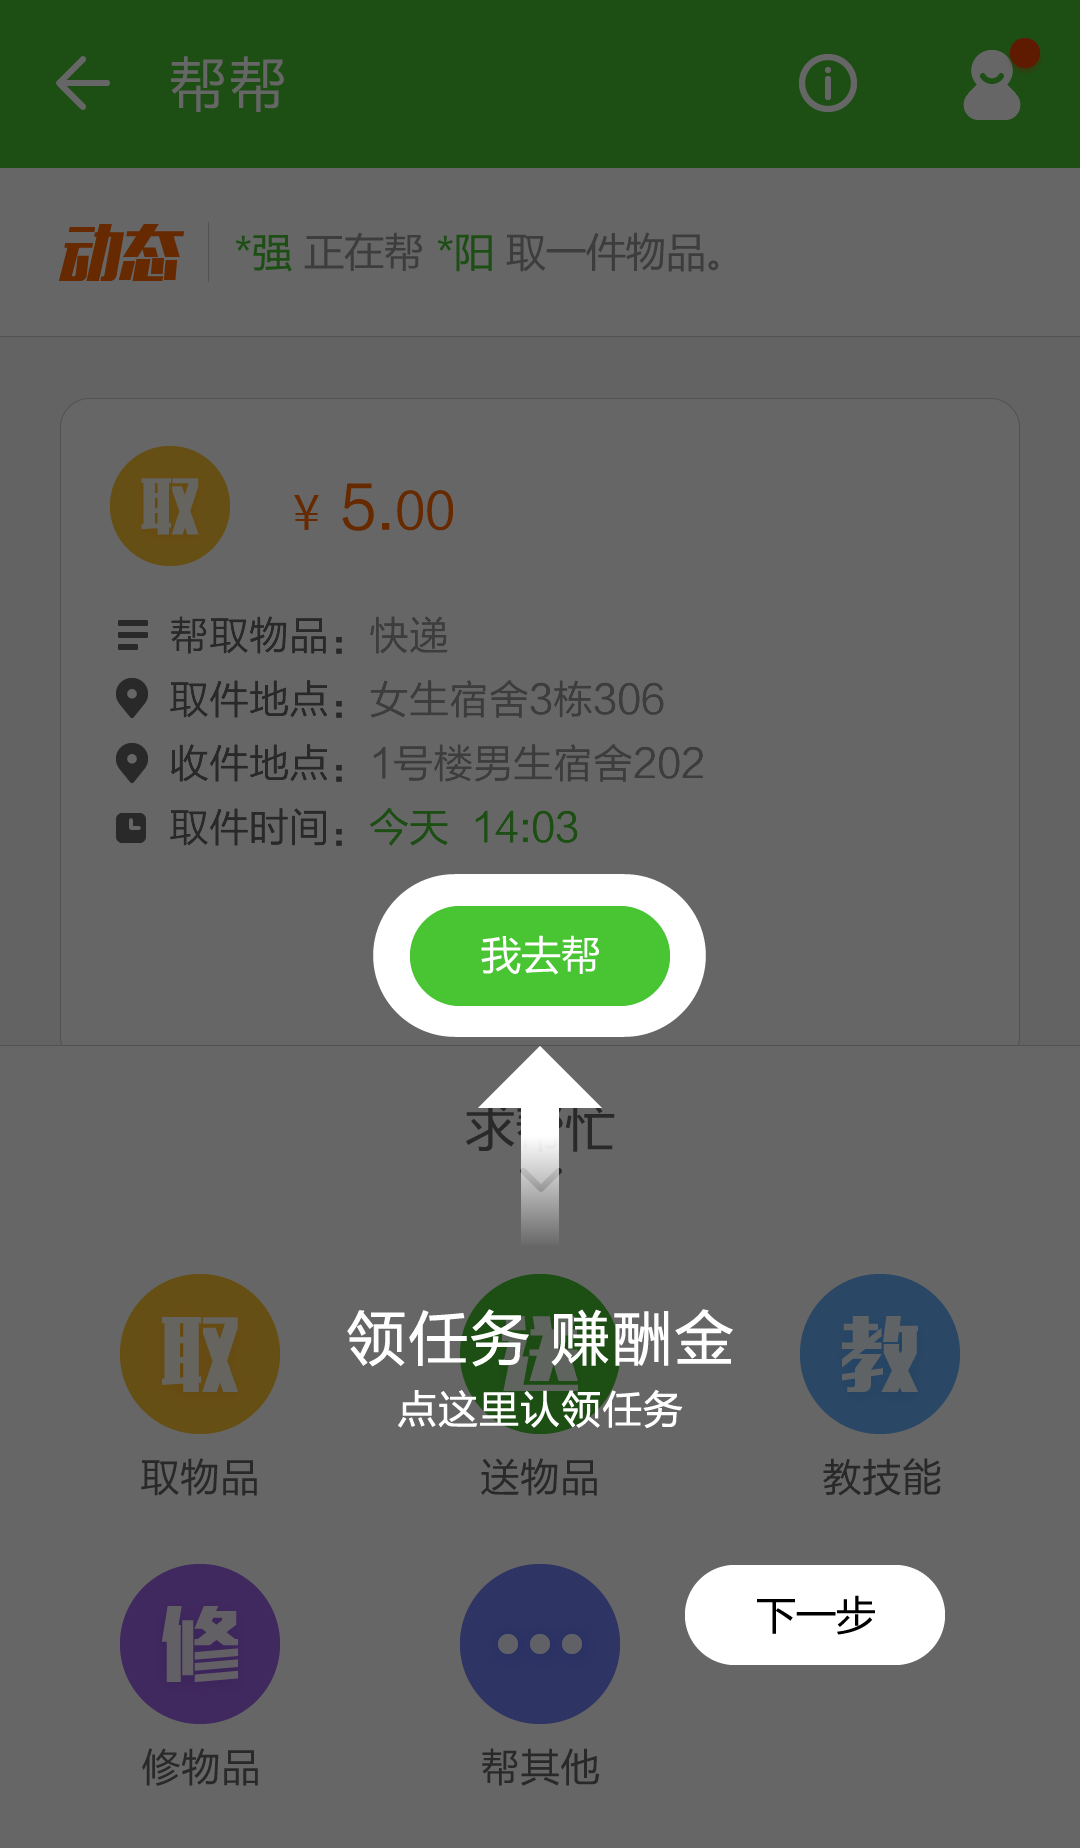 帮帮
动态 *强 正在帮 *阳 取一件物品。
取 ¥ 5.00
帮取物品：快递
取件地点：女生宿舍3栋306
收件地点：1号楼男生宿舍202
取件时间：今天 14:03
我去帮
求帮忙
领任务 赚酬金
点这里认领任务
取 送 教
取物品 送物品 教技能
修
下一步
修物品 帮其他